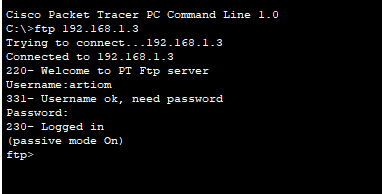 Cisco Packet Tracer PC Command Line 1.0
C:\>ftp 192.168.1.3
Trying to connect...192.168.1.3
Connected to 192.168.1.3
220- Welcome to PT Ftp server
Username:artiom
331- Username ok, need password
Password:
230- Logged in
(passive mode On)
ftp>